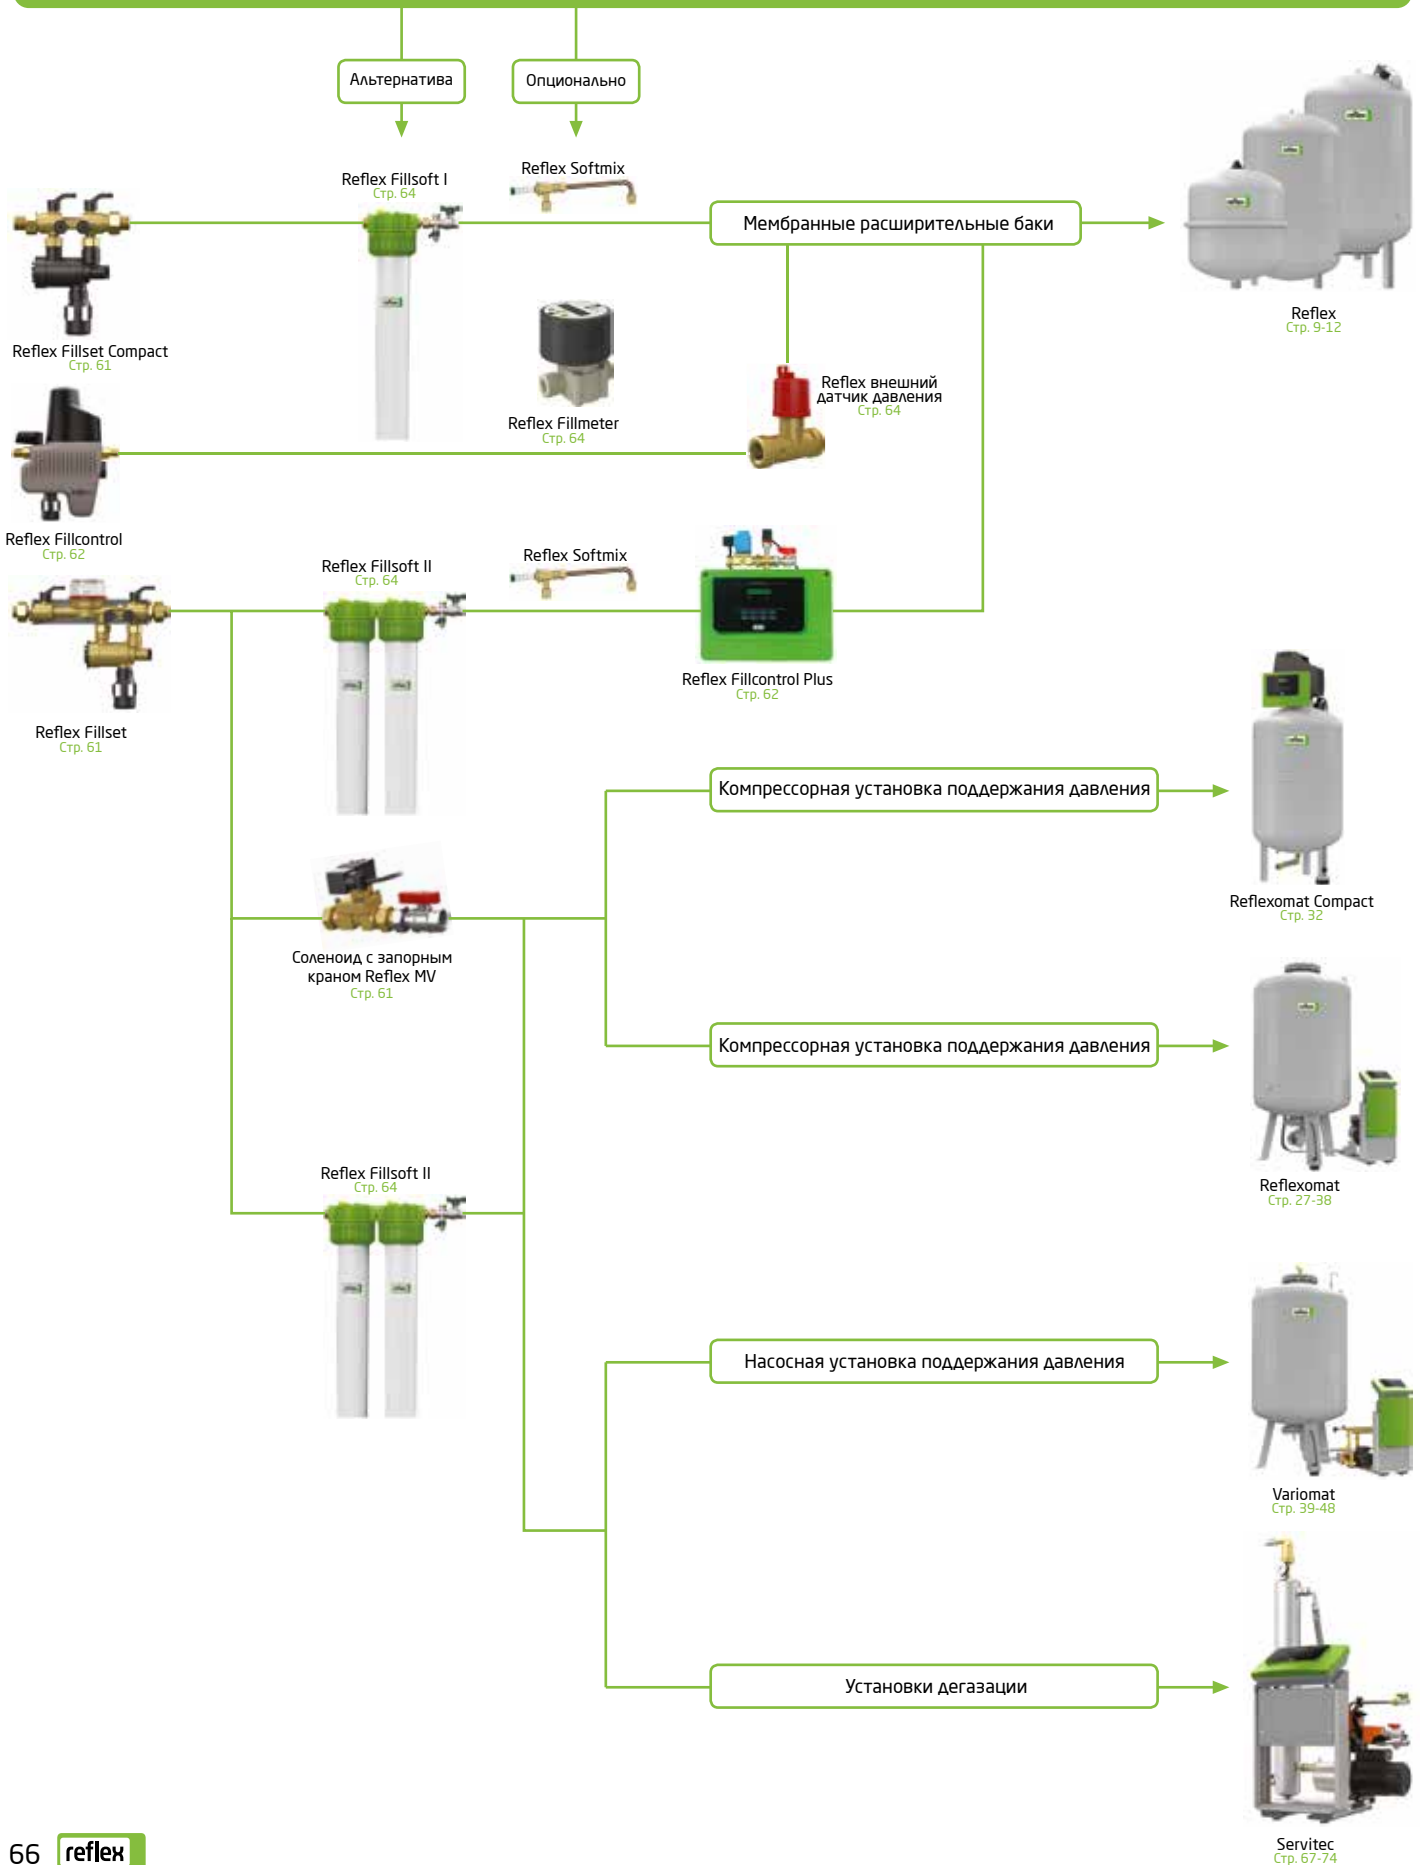 Альтернатива
Опционально
Reflex Fillsoft I
Стр. 64
Reflex Softmix
Мембранные расширительные баки
Reflex
Стр. 9-12
Reflex Fillset Compact
Стр. 61
Reflex внешний
датчик давления
Стр. 64
Reflex Fillmeter
Стр. 64
Reflex Fillcontrol
Стр. 62
Reflex Fillsoft II
Стр. 64
Reflex Softmix
Reflex Fillcontrol Plus
Стр. 62
Reflex Fillset
Стр. 61
Компрессорная установка поддержания давления
Reflexomat Compact
Стр. 32
Соленоид с запорным
краном Reflex MV
Стр. 61
Компрессорная установка поддержания давления
Reflexomat
Стр. 27-38
Reflex Fillsoft II
Стр. 64
Насосная установка поддержания давления
Variomat
Стр. 39-48
Установки дегазации
Servitec
Стр. 67-74
66 reflex